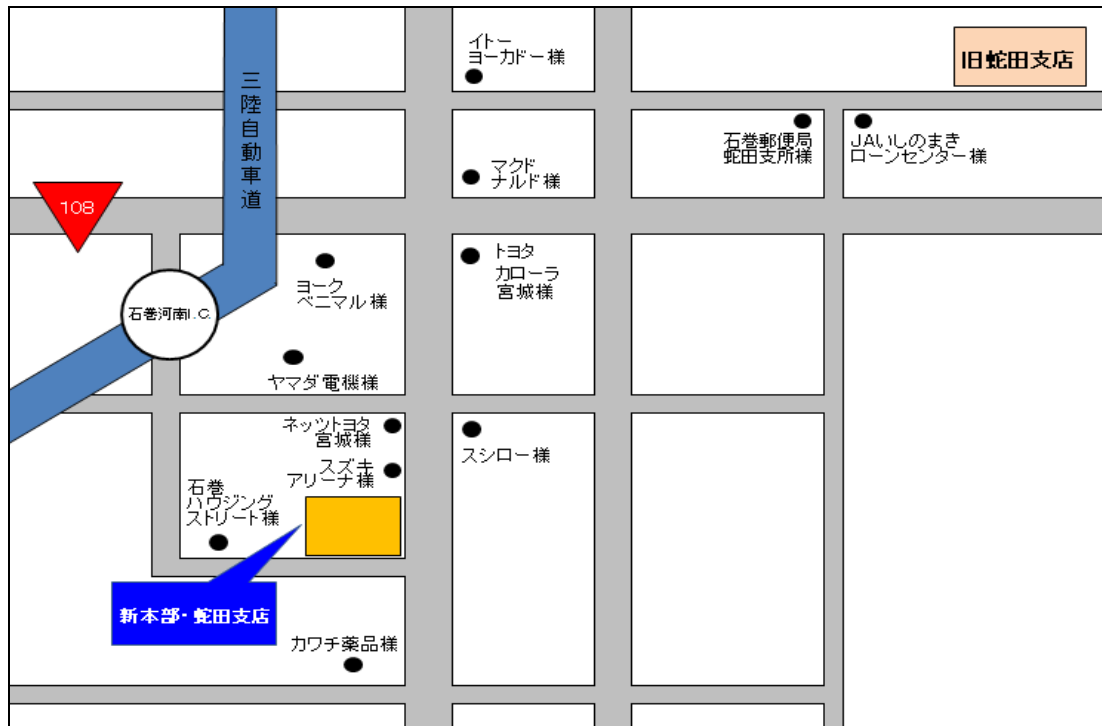 イトー
ヨーカドー様
旧蛇田支店
三陸自動車道
石巻郵便局
蛇田支所様
JAいしのまき
ローンセンター様
マクド
ナルド様
108
トヨタ
カローラ
宮城様
ヨーク
ベニマル様
石巻河南I.C.
ヤマダ電機様
ネッツトヨタ
宮城様
スシロー様
スズキ
アリーナ様
石巻
ハウジング
ストリート様
新本部・蛇田支店
カワチ薬品様